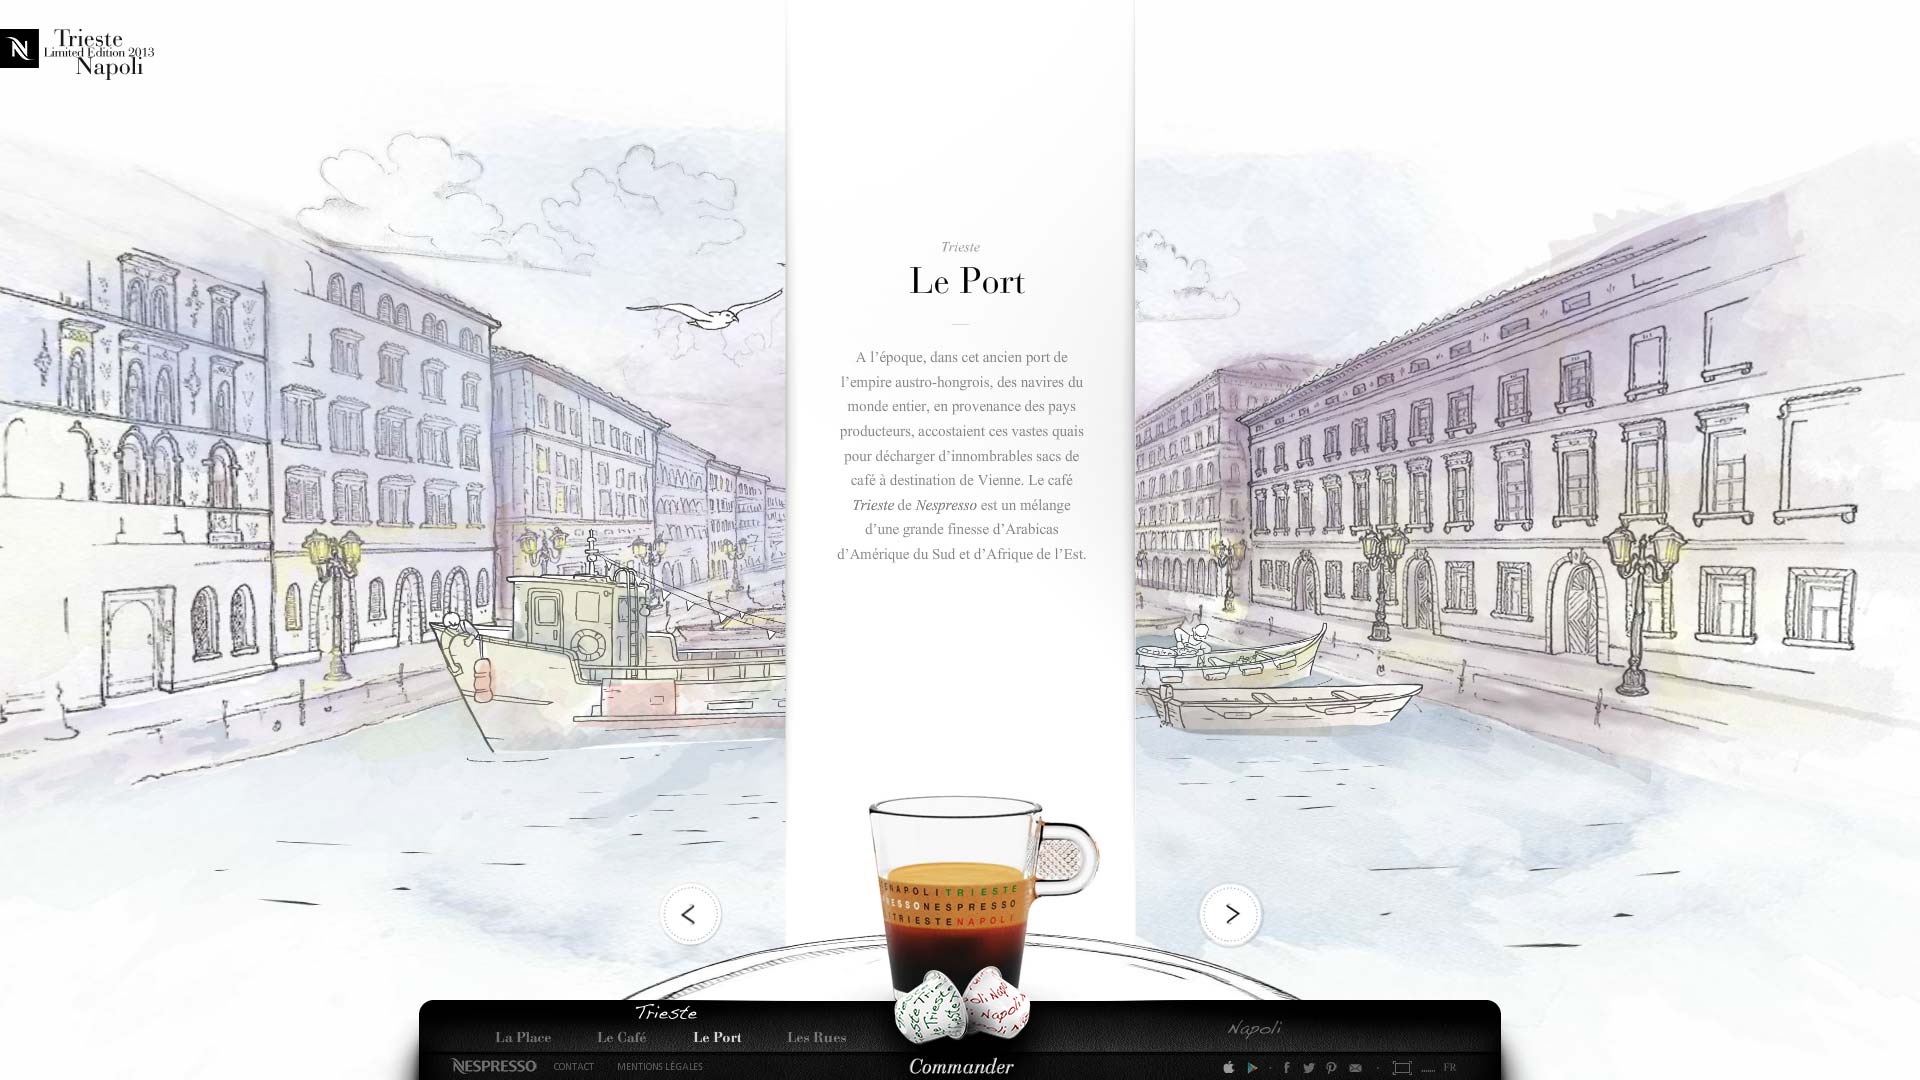 Trieste
Limited Edition 2013
Napoli
Trieste
Le Port
A l’époque, dans cet ancien port de
l’empire austro-hongrois, des navires du
monde entier, en provenance des pays
producteurs, accostaient ces vastes quais
pour décharger d’innombrables sacs de
café à destination de Vienne. Le café
Trieste de Nespresso est un mélange
d’une grande finesse d’Arabicas
d’Amérique du Sud et d’Afrique de l’Est.
NAPOLITRIESTE
RESSONESPRESSO
TRIESTENAPOLI
Trieste
Napoli
Trieste
Napoli
La Place
Le Café
Le Port
Les Rues
NESPRESSO
CONTACT
MENTIONS LÉGALES
Commander
FR